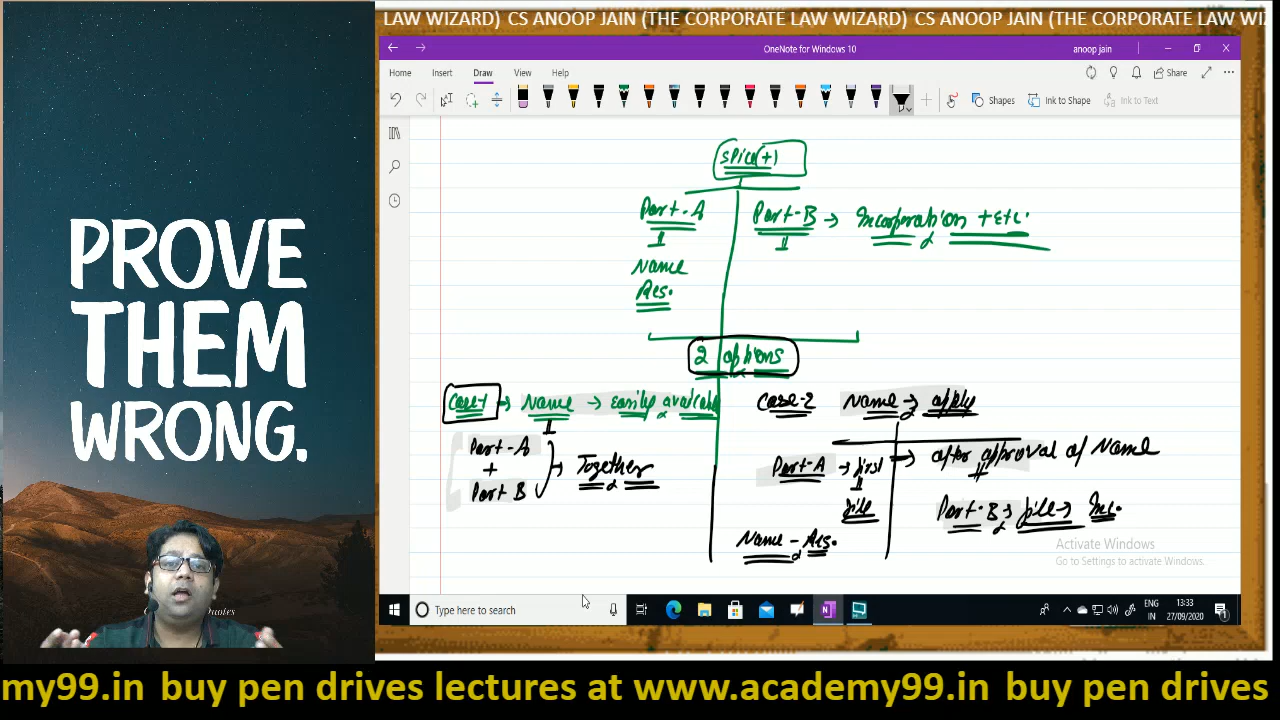 LAW WIZARD) CS ANOOP JAIN (THE CORPORATE LAW WIZARD) CS ANOOP JAIN (THE CORPORATE LAW WIZ
OneNote for Windows 10
anoop jain
Home Insert Draw View Help
Share
Shapes
Ink to Shape
Ink to Text
PROVE
THEM
WRONG.
Quotes
SPice(+)
Part-A
Part-B → Incorporation + Etc.
Name
Res.
2 options
Case-1 → Name → easily available
Part-A
+
Part B
→ Together
Case-2 Name → apply
Part-A → first
file
Name - Res.
→ after approval of Name
Part-B → file → Inc.
Activate Windows
Go to Settings to activate Windows.
Type here to search
ENG
IN
13:33
27/09/2020
my99.in buy pen drives lectures at www.academy99.in buy pen drives